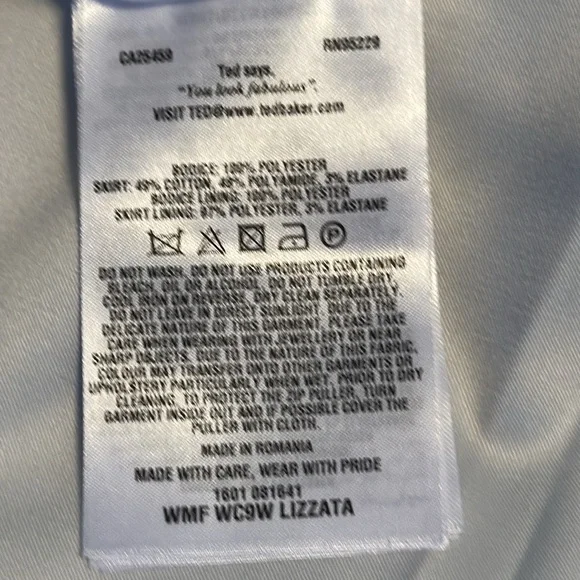 CA25459 RN95229
Ted says,
"You look fabulous".
VISIT TED@www.tedbaker.com
BODICE: 100% POLYESTER
SKIRT: 49% COTTON, 48% POLYAMIDE, 3% ELASTANE
BODICE LINING: 100% POLYESTER
SKIRT LINING: 97% POLYESTER, 3% ELASTANE
P
DO NOT WASH. DO NOT USE PRODUCTS CONTAINING
BLEACH, OIL OR ALCOHOL. DO NOT TUMBLE DRY,
COOL IRON ON REVERSE, DRY CLEAN SEPARATELY,
DO NOT LEAVE IN DIRECT SUNLIGHT. DUE TO THE
DELICATE NATURE OF THIS GARMENT, PLEASE TAKE
CARE WHEN WEARING WITH JEWELLERY OR NEAR
SHARP OBJECTS. DUE TO THE NATURE OF THIS FABRIC,
COLOUR MAY TRANSFER ONTO OTHER GARMENTS OR
UPHOLSTERY PARTICULARLY WHEN WET. PRIOR TO DRY
CLEANING, TO PROTECT THE ZIP PULLER, TURN
GARMENT INSIDE OUT AND IF POSSIBLE COVER THE
PULLER WITH CLOTH.
MADE IN ROMANIA
MADE WITH CARE, WEAR WITH PRIDE
1601 081641
WMF WC9W LIZZATA